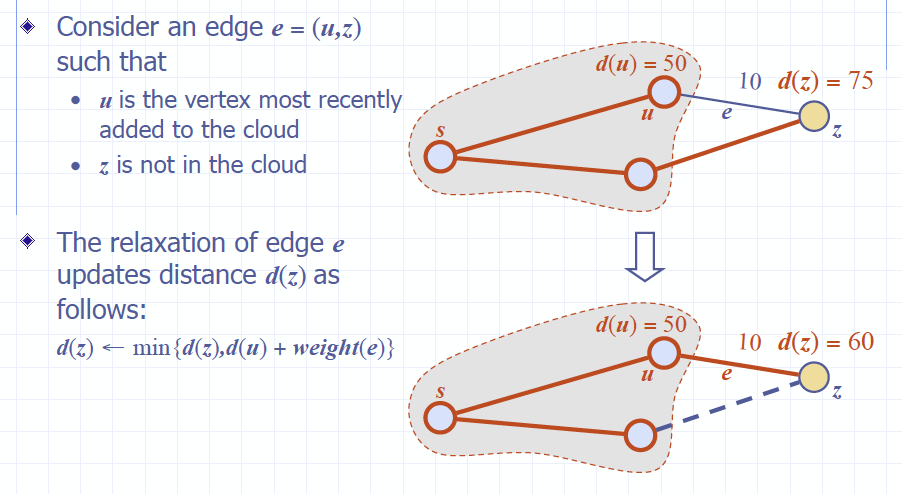 Consider an edge e = (u,z)
such that
u is the vertex most recently
added to the cloud
z is not in the cloud
d(u) = 50
10 d(z) = 75
u
e
s
z
The relaxation of edge e
updates distance d(z) as
follows:
d(z) ← min{d(z),d(u) + weight(e)}
d(u) = 50
10 d(z) = 60
u
e
s
z